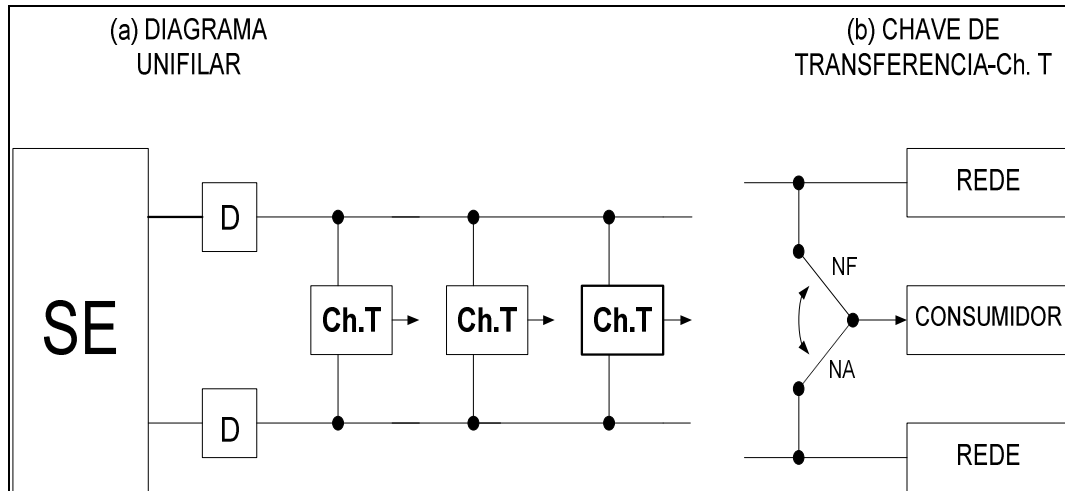 (a) DIAGRAMA
UNIFILAR
(b) CHAVE DE
TRANSFERENCIA-Ch. T
SE
D
D
Ch.T
Ch.T
Ch.T
REDE
NF
CONSUMIDOR
NA
REDE